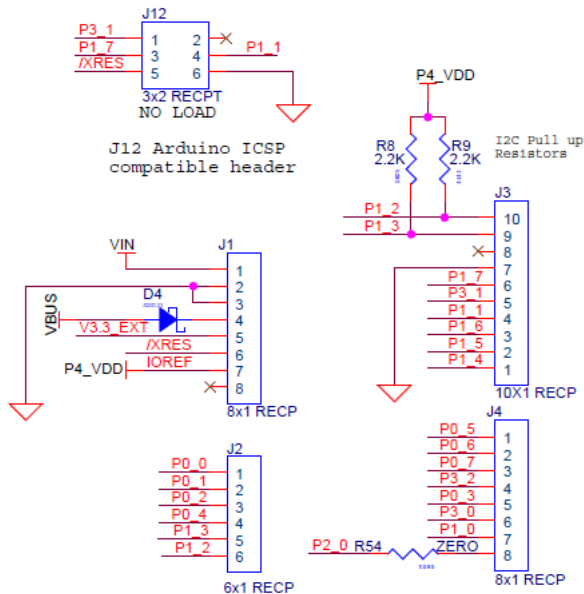 J12
P3_1 1 2
P1_7 3 4 P1_1
/XRES 5 6
3x2 RECPT
NO LOAD
J12 Arduino ICSP
compatible header
P4_VDD
R8 R9
2.2K 2.2K
I2C Pull up
Resistors
J3
P1_2 10
P1_3 9
8
7
P1_7 6
P3_1 5
P1_1 4
P1_6 3
P1_5 2
P1_4 1
10X1 RECP
J1
VIN 1
2
3
D4
VBUS 4
V3.3_EXT 5
/XRES 6
P4_VDD IOREF 7
8
8x1 RECP
J2
P0_0 1
P0_1 2
P0_2 3
P0_4 4
P1_3 5
P1_2 6
6x1 RECP
J4
P0_5 1
P0_6 2
P0_7 3
P3_2 4
P0_3 5
P3_0 6
P1_0 7
P2_0 R54 ZERO 8
8x1 RECP